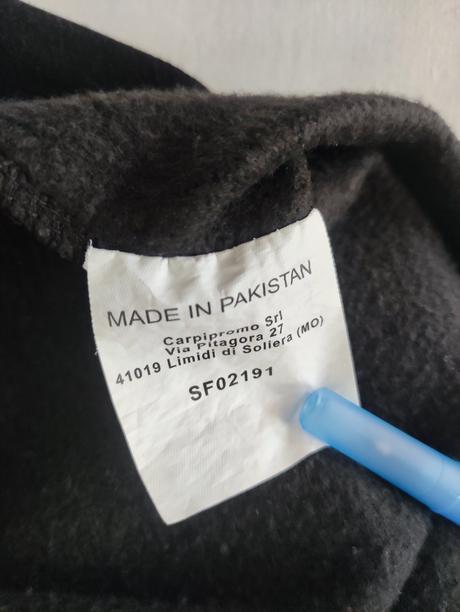 MADE IN PAKISTAN
Carpipromo Srl
Via Pitagora 27
41019 Limidi di Soliera (MO)
SF02191